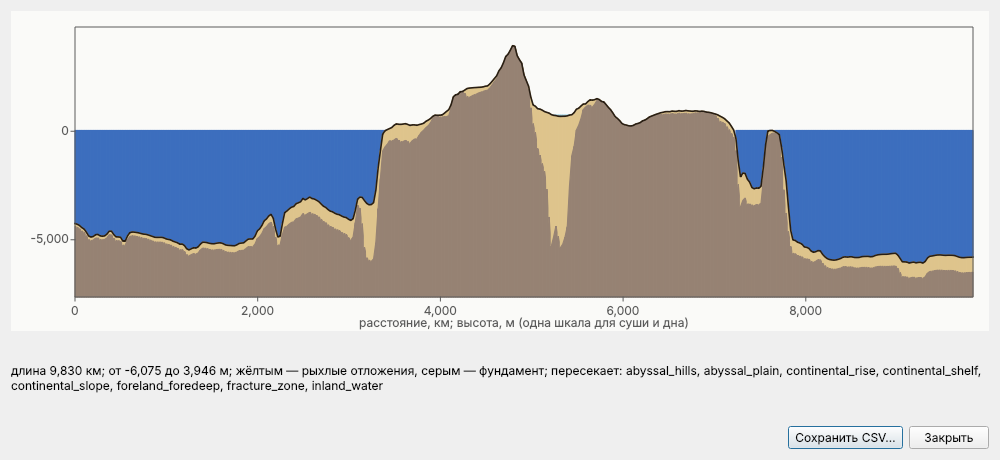 0
-5,000
0
2,000
4,000
6,000
8,000
расстояние, км; высота, м (одна шкала для суши и дна)
длина 9,830 км; от -6,075 до 3,946 м; жёлтым — рыхлые отложения, серым — фундамент; пересекает: abyssal_hills, abyssal_plain, continental_rise, continental_shelf,
continental_slope, foreland_foredeep, fracture_zone, inland_water
Сохранить CSV...
Закрыть